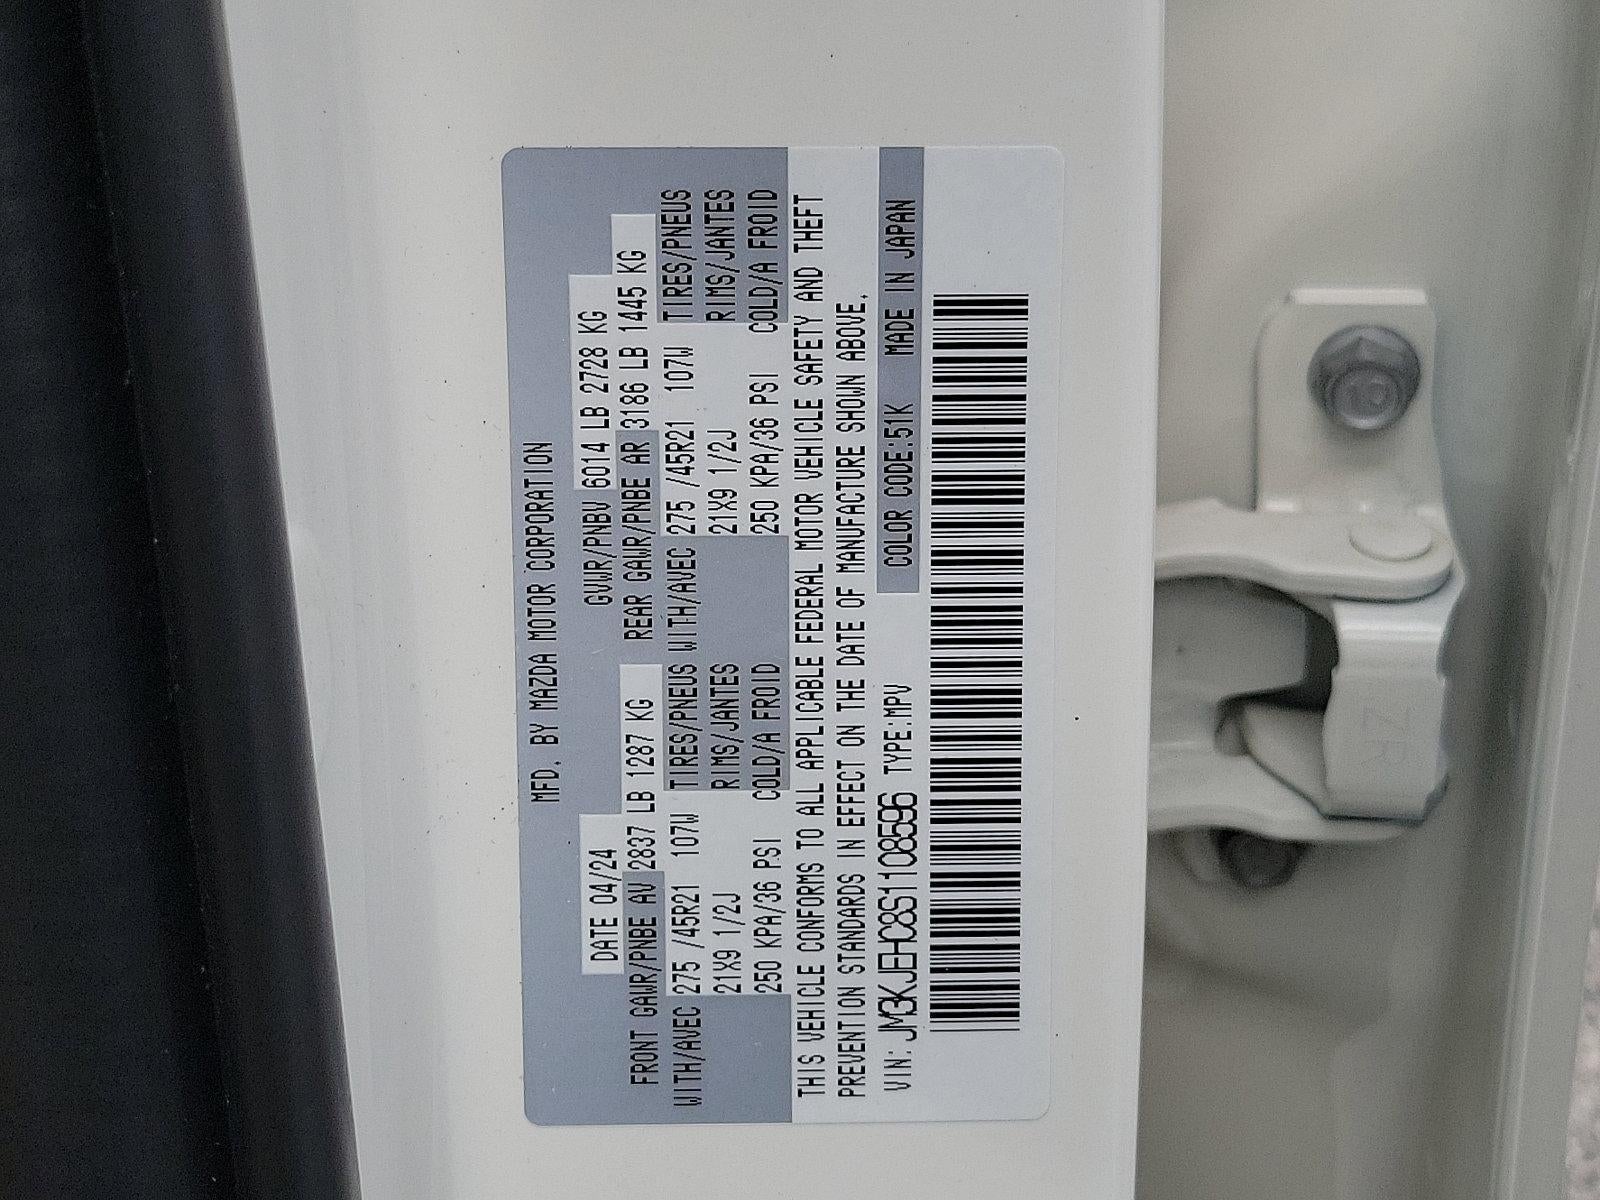 MFD. BY MAZDA MOTOR CORPORATION
DATE 04/24 GVWR/PNBV 6014 LB 2728 KG
FRONT GAWR/PNBE AV 2837 LB 1287 KG REAR GAWR/PNBE AR 3186 LB 1445 KG
WITH/AVEC 275 /45R21 107W TIRES/PNEUS WITH/AVEC 275 /45R21 107W TIRES/PNEUS
21X9 1/2J RIMS/JANTES 21X9 1/2J RIMS/JANTES
250 KPA/36 PSI COLD/A FROID 250 KPA/36 PSI COLD/A FROID
THIS VEHICLE CONFORMS TO ALL APPLICABLE FEDERAL MOTOR VEHICLE SAFETY AND THEFT
PREVENTION STANDARDS IN EFFECT ON THE DATE OF MANUFACTURE SHOWN ABOVE.
VIN: JM3KJEHC8S1108596 TYPE:MPV COLOR CODE:51K MADE IN JAPAN
ZR